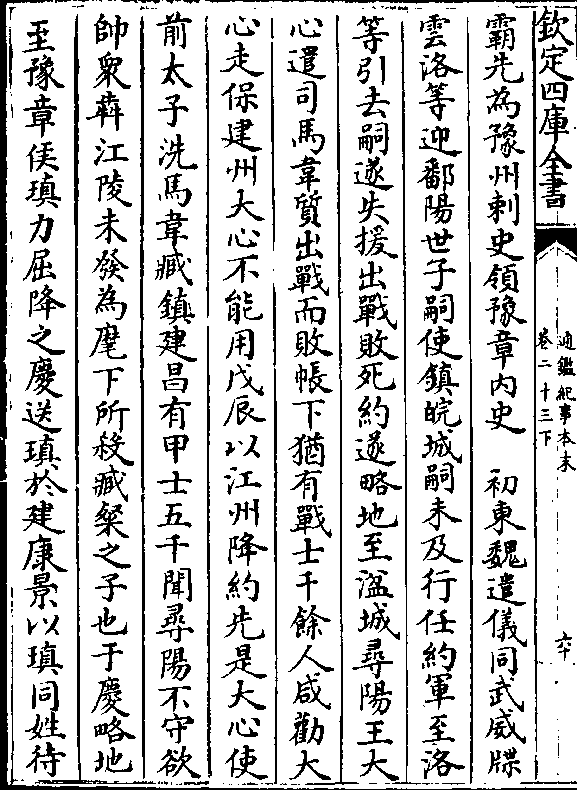 欽定四庫全書
通鑑紀事本末
卷二十三下
六十
霸先為豫州刺史領豫章内史　初東魏遣儀同武威牒
雲洛等迎鄱陽世子嗣使鎮皖城嗣未及行任約軍至洛
等引去嗣遂失援出戰敗死約遂略地至湓城尋陽王大
心遣司馬韋質出戰而敗帳下猶有戰士千餘人咸勸大
心走保建州大心不能用戊辰以江州降約先是大心使
前太子洗馬韋臧鎮建昌有甲士五千聞尋陽不守欲
帥衆犇江陵未發為麾下所殺臧粲之子也于慶略地
至豫章侯瑱力屈降之慶送瑱於建康景以瑱同姓待